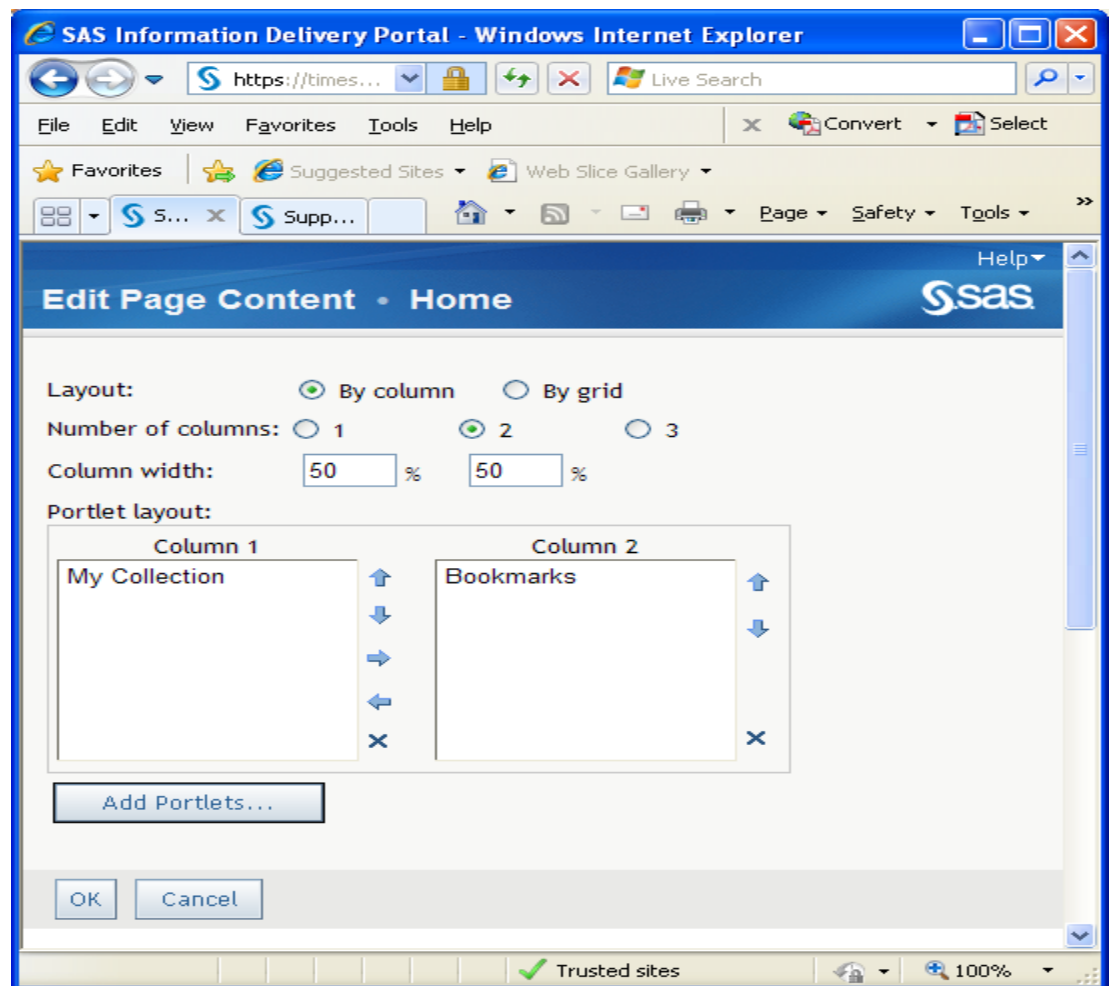 SAS Information Delivery Portal - Windows Internet Explorer
https://times... Live Search
File Edit View Favorites Tools Help x Convert Select
Favorites Suggested Sites Web Slice Gallery
S... x Supp... Page Safety Tools »
Help
Edit Page Content • Home sas
Layout: By column By grid
Number of columns: 1 2 3
Column width: 50 % 50 %
Portlet layout:
Column 1 Column 2
My Collection Bookmarks
Add Portlets...
OK Cancel
Trusted sites 100%